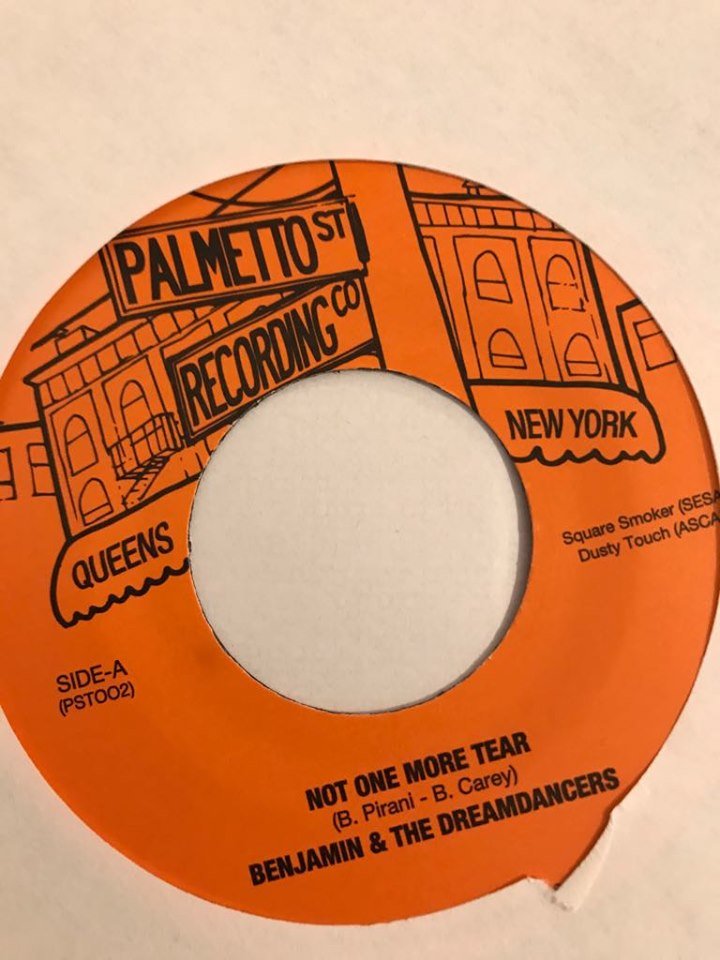 PALMETTO ST
RECORDING CO
NEW YORK
QUEENS
Square Smoker (SESA
Dusty Touch (ASCA
SIDE-A
(PST002)
NOT ONE MORE TEAR
(B. Pirani - B. Carey)
BENJAMIN & THE DREAMDANCERS